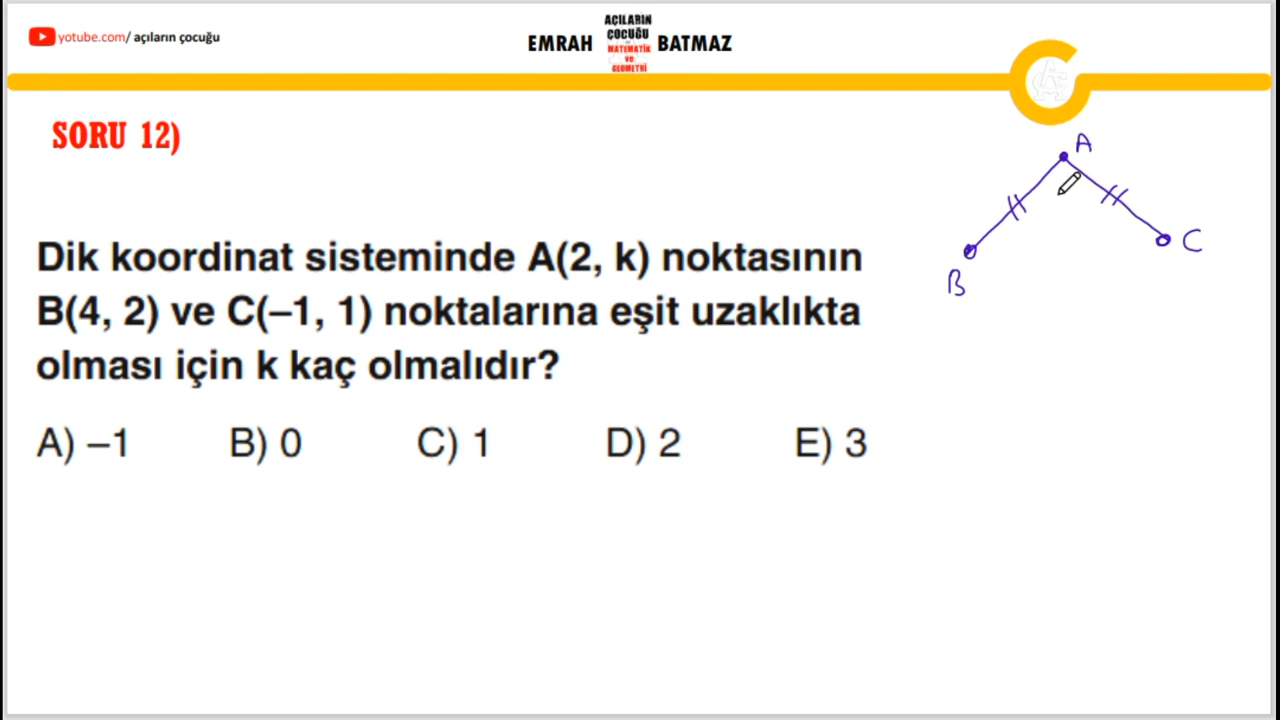 yotube.com/ açıların çocuğu
EMRAH
AÇILARIN
ÇOCUĞU
MATEMATİK
ve
GEOMETRİ
BATMAZ
SORU 12)
A
B
C
Dik koordinat sisteminde A(2, k) noktasının
B(4, 2) ve C(–1, 1) noktalarına eşit uzaklıkta
olması için k kaç olmalıdır?
A) –1 B) 0 C) 1 D) 2 E) 3